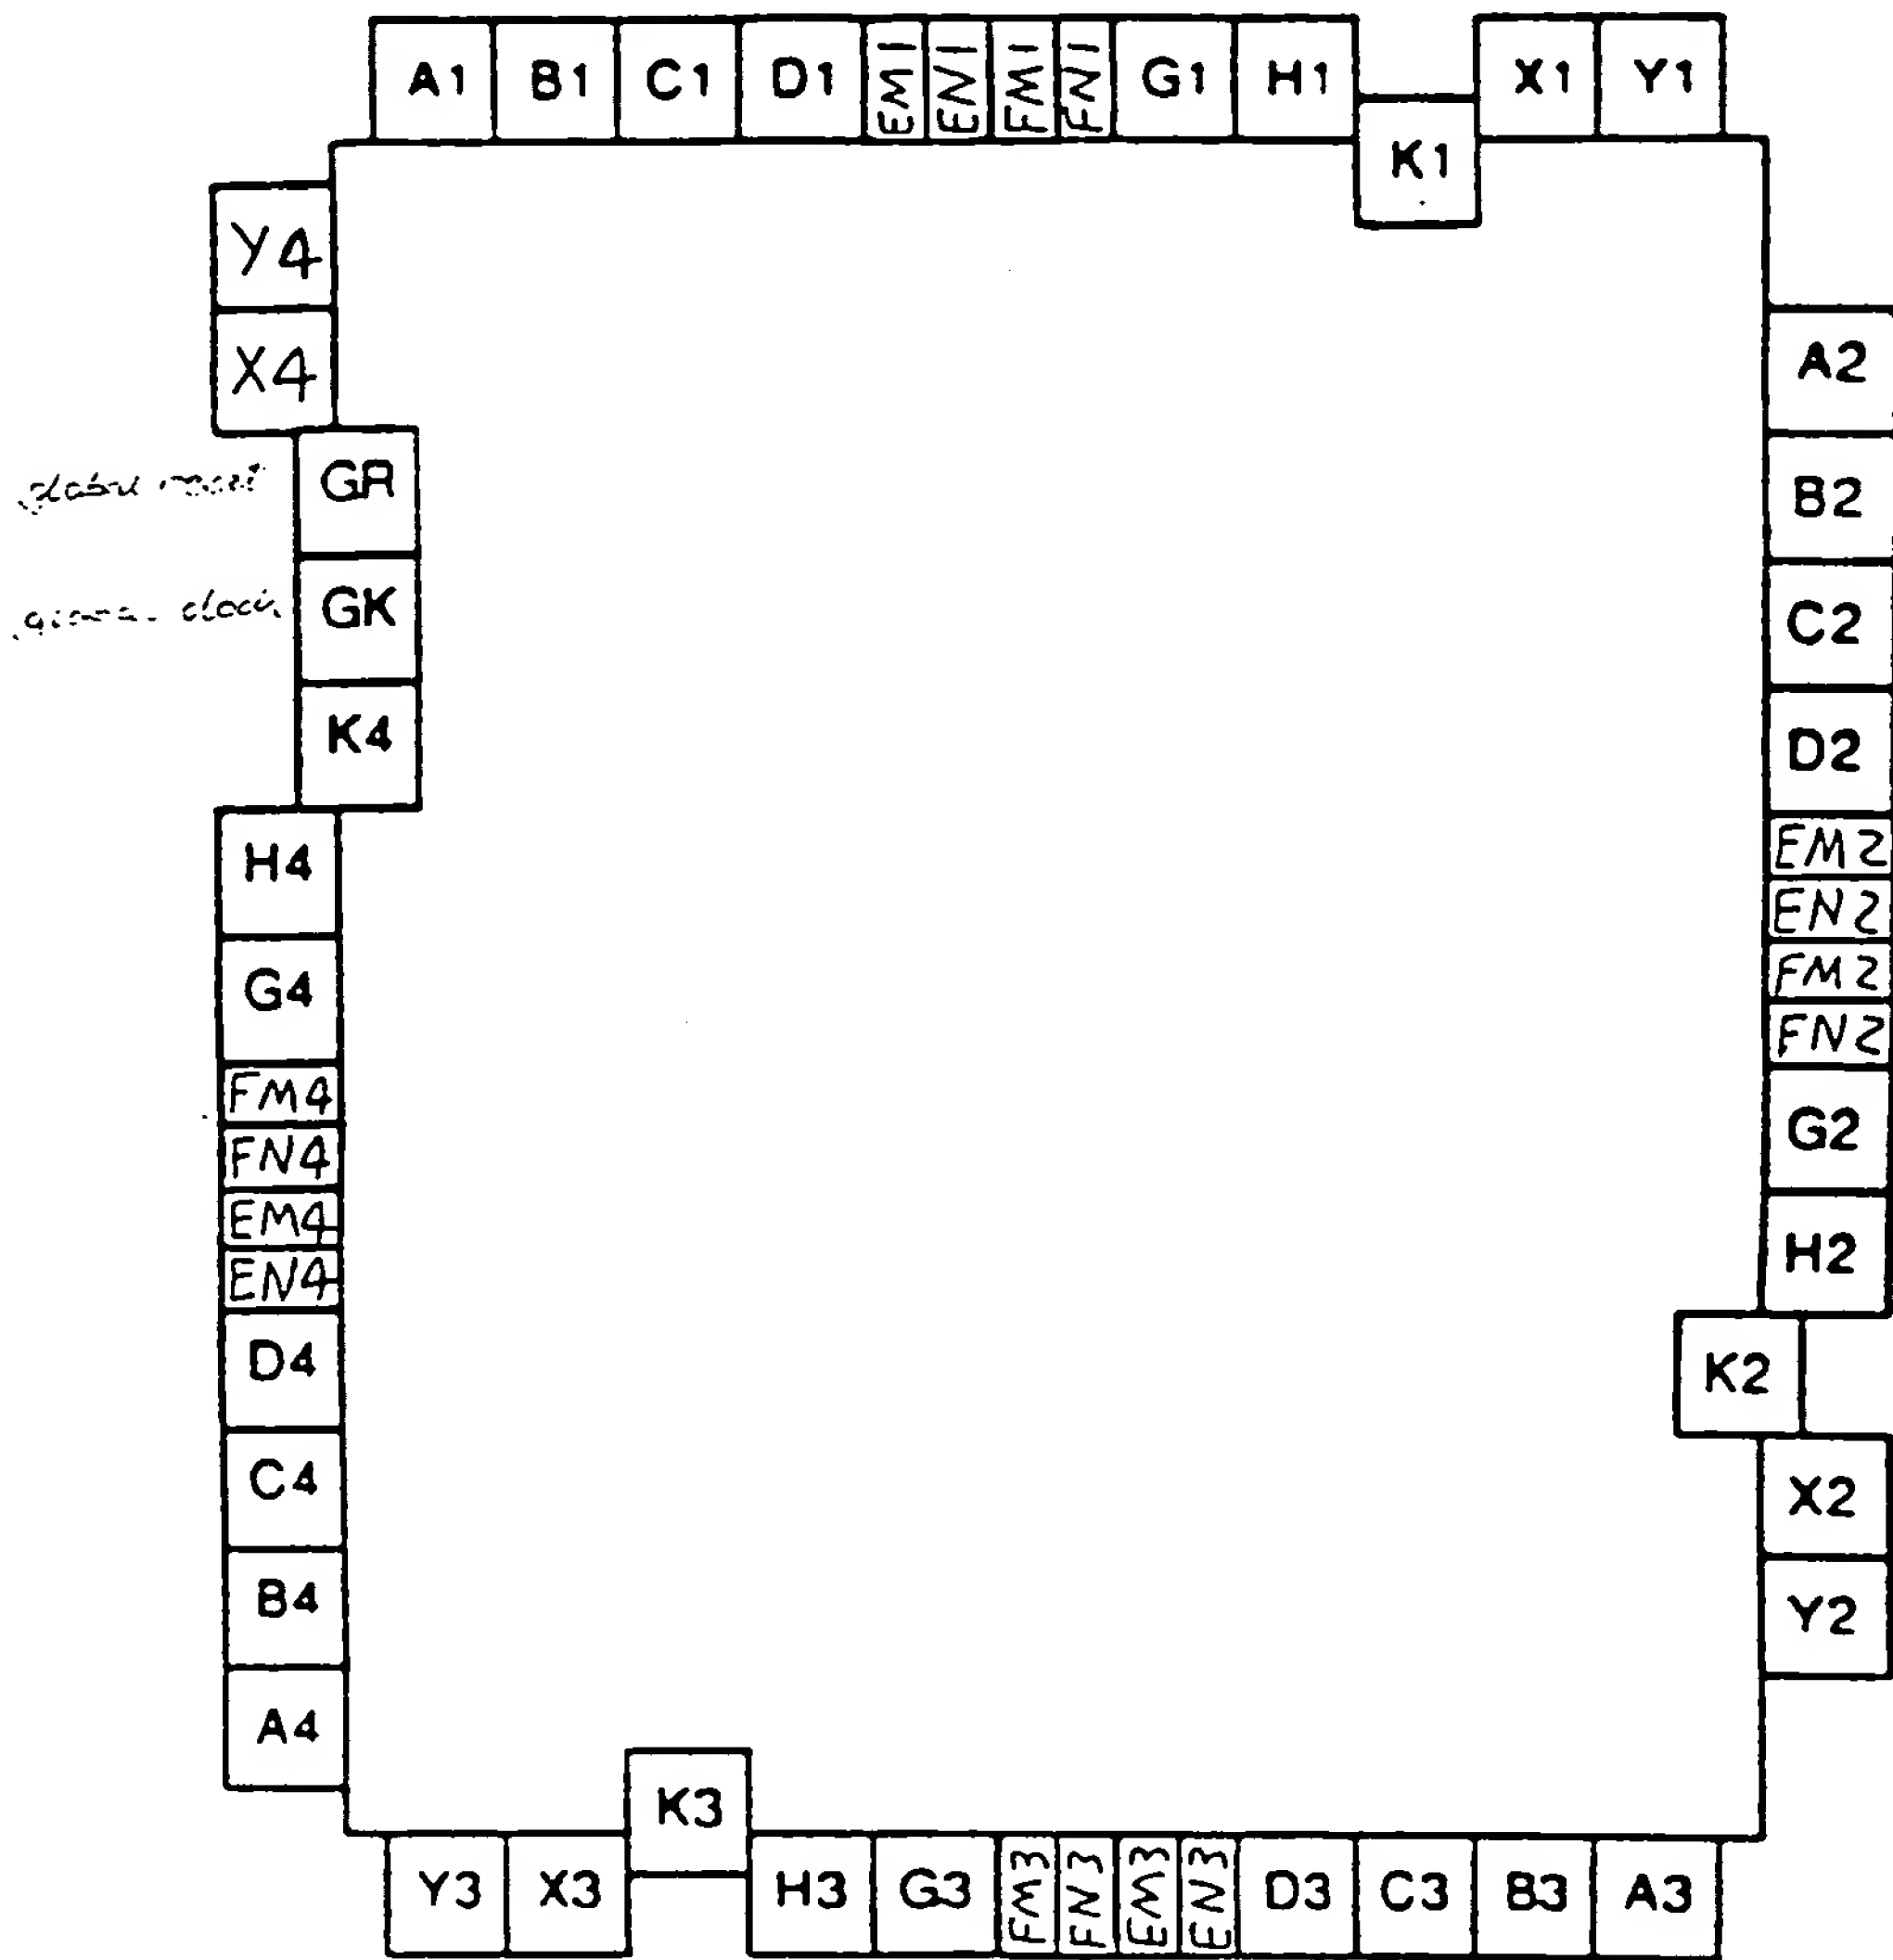 A1 B1 C1 D1 EM1 EN1 FM1 FN1 G1 H1 X1 Y1
K1
Y4
X4 A2
GR B2
clock GK C2
K4 D2
H4 EM2
EN2
G4 FM2
FN2
FM4 G2
FN4
EM4 H2
EN4
D4 K2
C4 X2
B4 Y2
A4
K3
Y3 X3 H3 G3 FM3 FN3 EM3 EN3 D3 C3 B3 A3